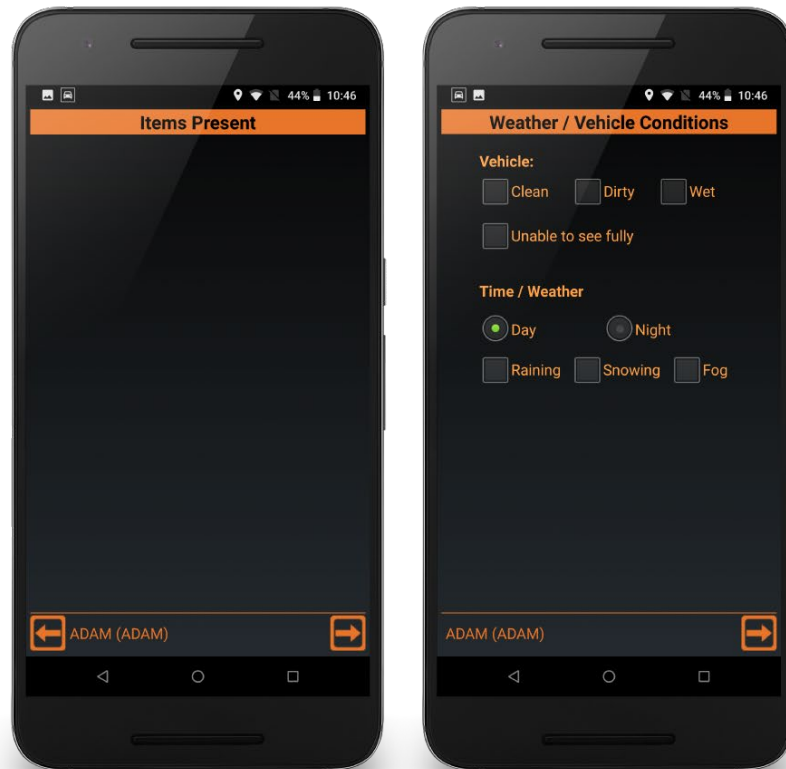 44% 10:46
Items Present
ADAM (ADAM)
44% 10:46
Weather / Vehicle Conditions
Vehicle:
Clean Dirty Wet
Unable to see fully
Time / Weather
Day Night
Raining Snowing Fog
ADAM (ADAM)